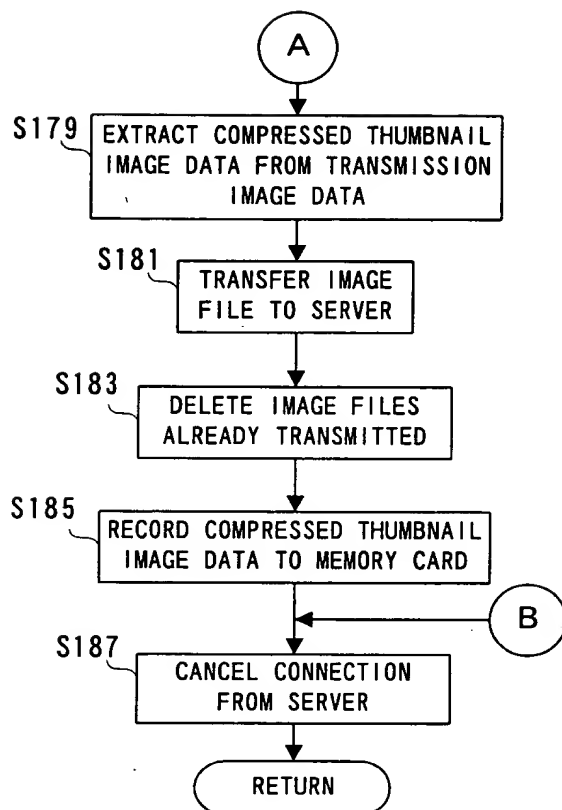 A
S179
EXTRACT COMPRESSED THUMBNAIL
IMAGE DATA FROM TRANSMISSION
IMAGE DATA
S181
TRANSFER IMAGE
FILE TO SERVER
S183
DELETE IMAGE FILES
ALREADY TRANSMITTED
S185
RECORD COMPRESSED THUMBNAIL
IMAGE DATA TO MEMORY CARD
B
S187
CANCEL CONNECTION
FROM SERVER
RETURN